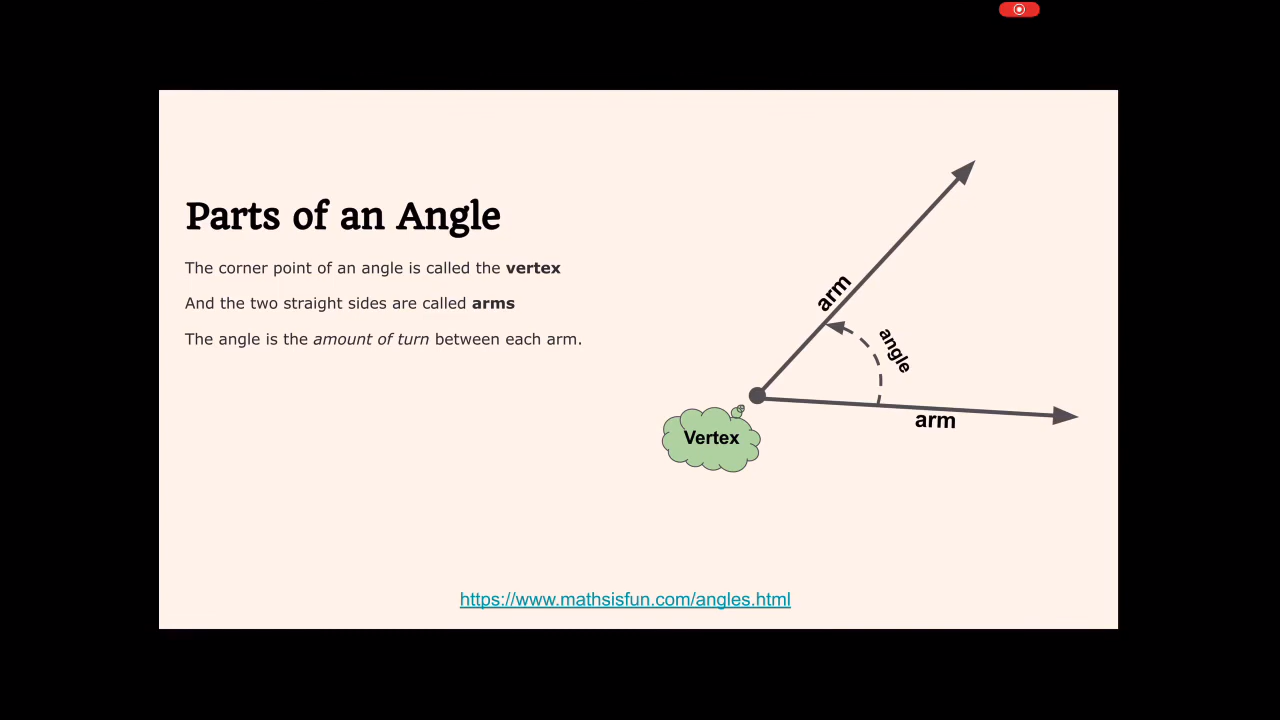 Parts of an Angle
The corner point of an angle is called the vertex
And the two straight sides are called arms
The angle is the amount of turn between each arm.
arm
angle
arm
Vertex
https://www.mathsisfun.com/angles.html